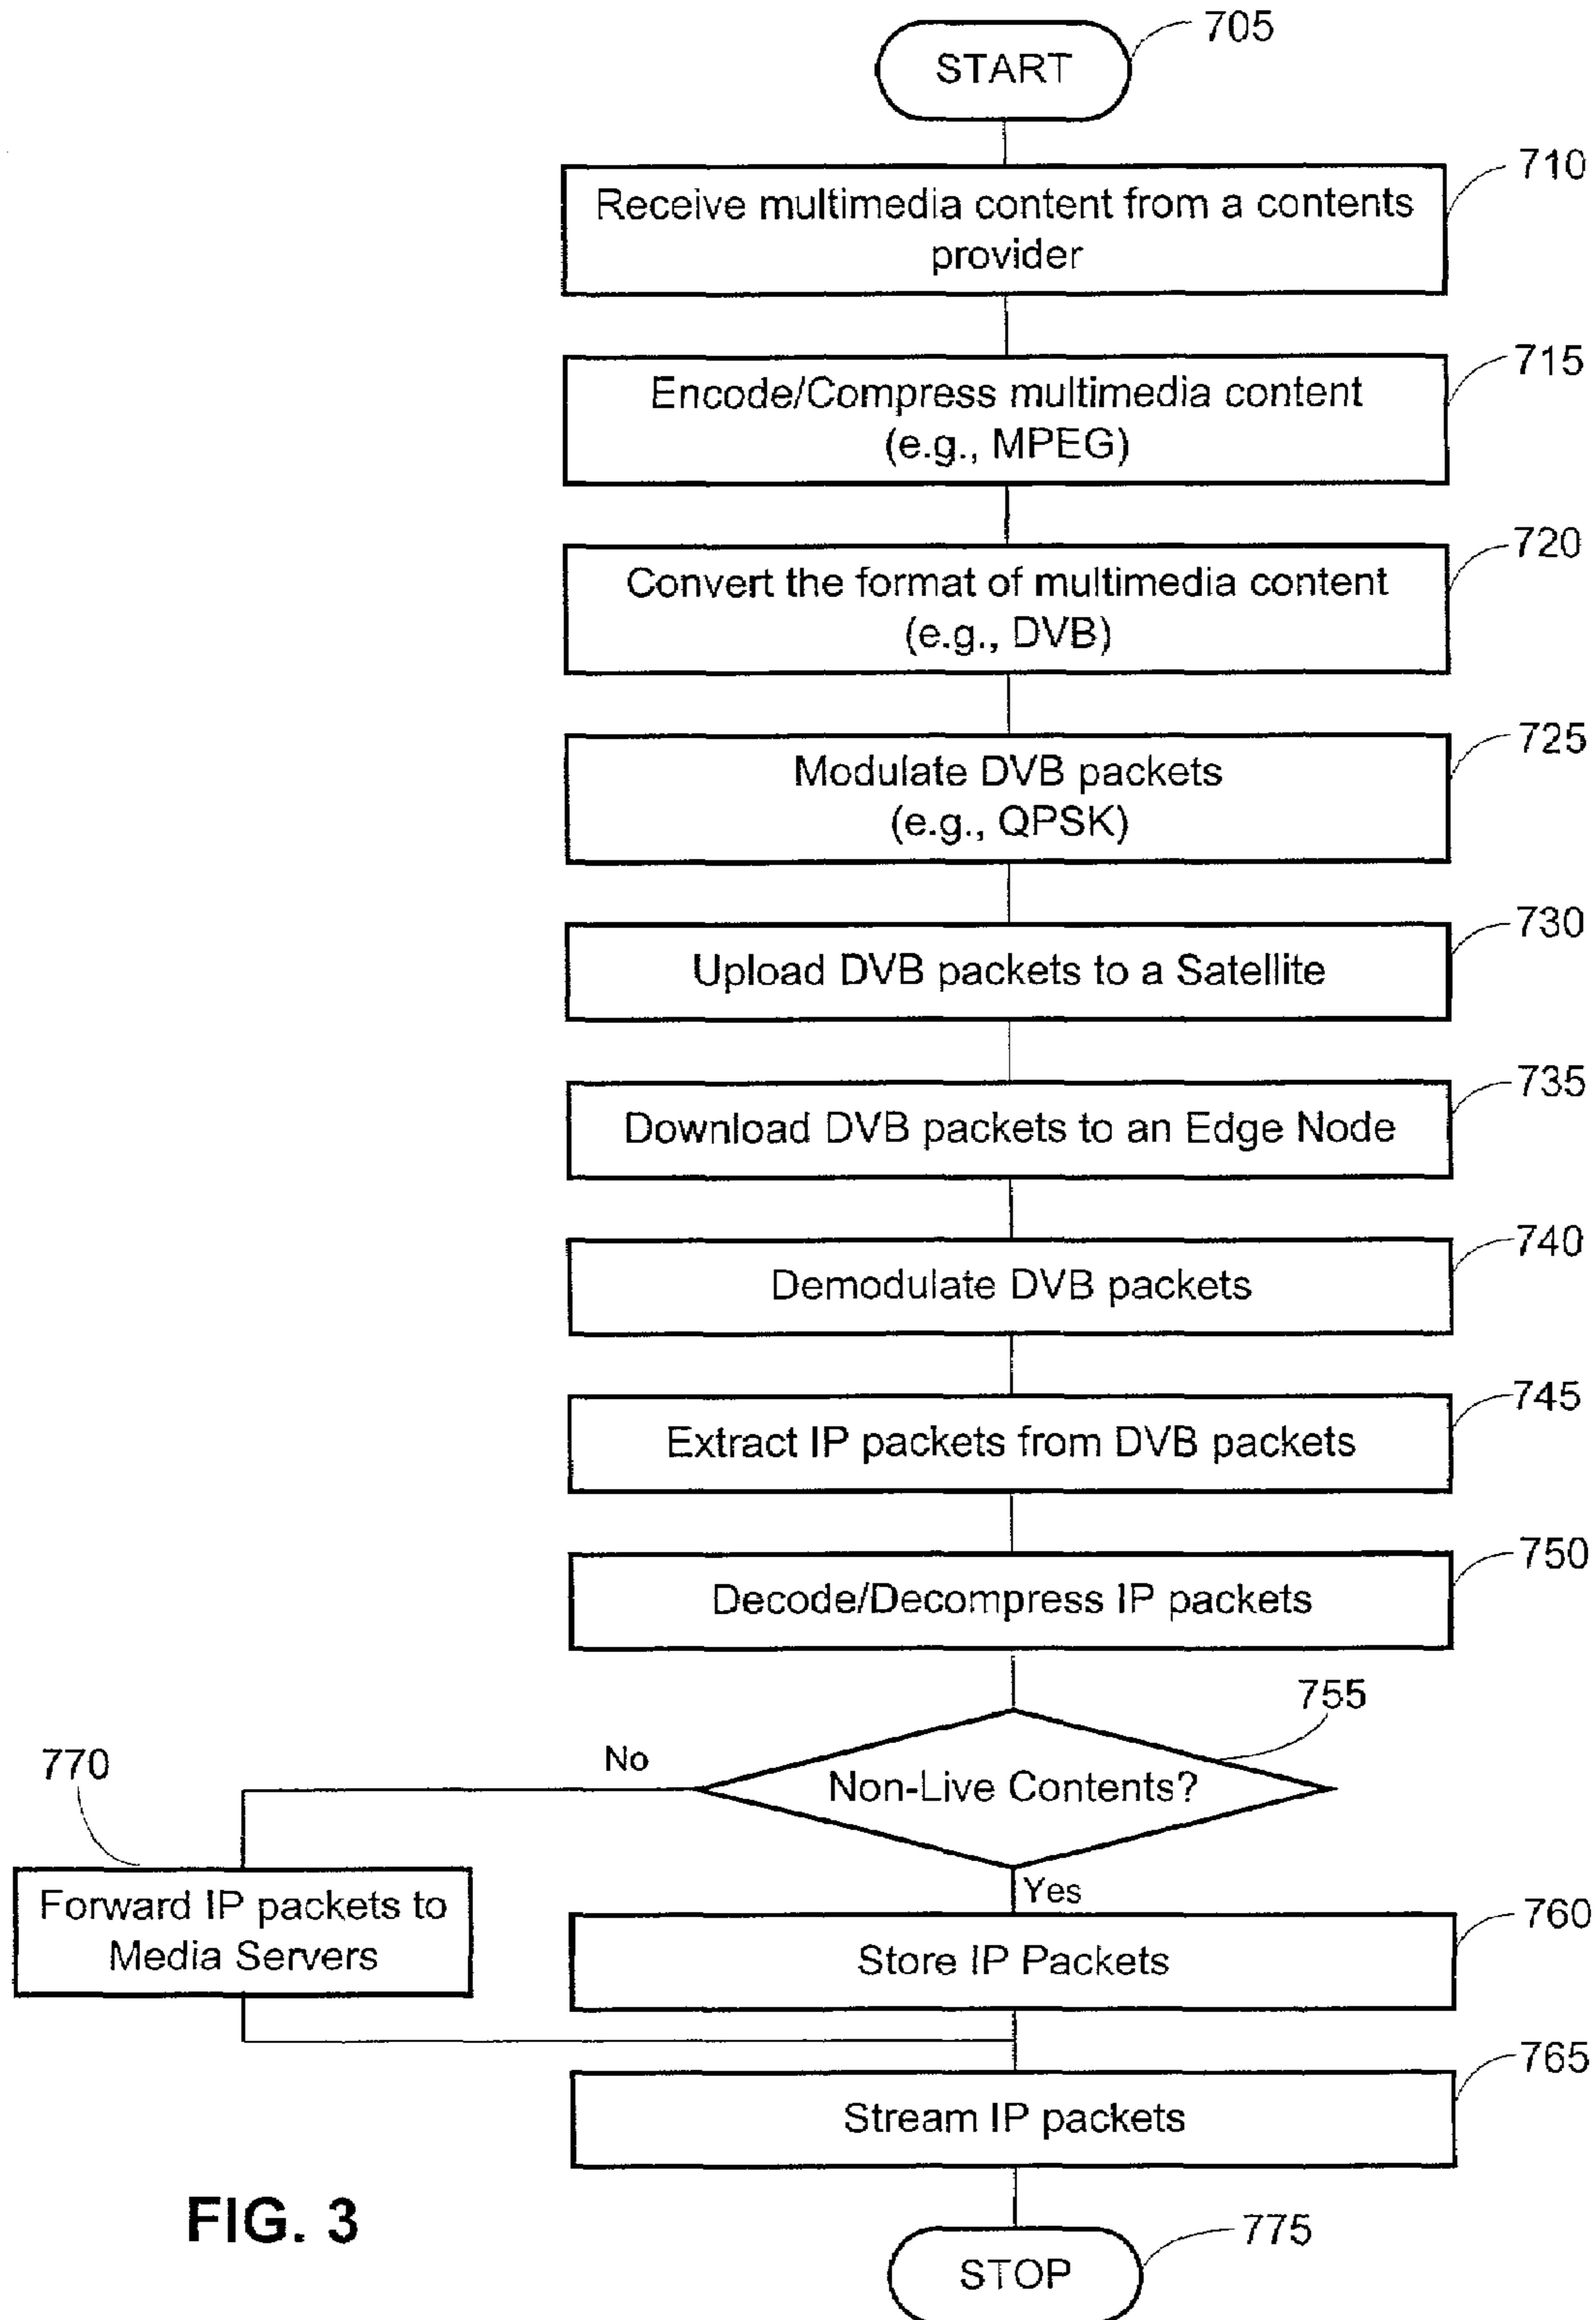 START
705
710
Receive multimedia content from a contents
provider
715
Encode/Compress multimedia content
(e.g., MPEG)
720
Convert the format of multimedia content
(e.g., DVB)
725
Modulate DVB packets
(e.g., QPSK)
730
Upload DVB packets to a Satellite
735
Download DVB packets to an Edge Node
740
Demodulate DVB packets
745
Extract IP packets from DVB packets
750
Decode/Decompress IP packets
755
Non-Live Contents?
No
770
Forward IP packets to
Media Servers
Yes
760
Store IP Packets
765
Stream IP packets
FIG. 3
775
STOP